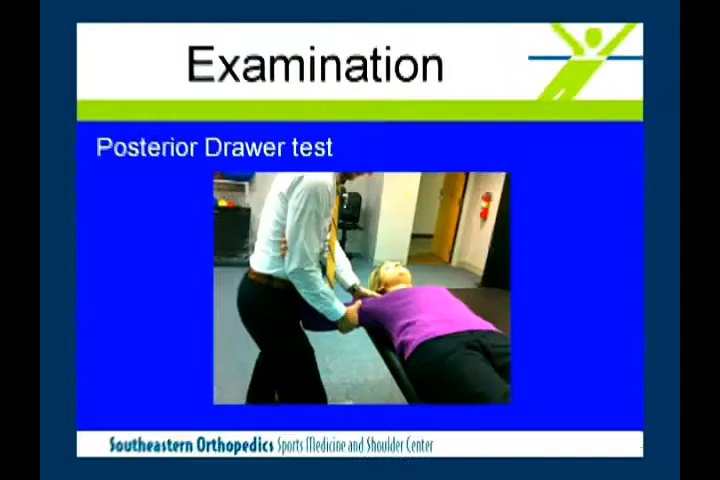 Examination
Posterior Drawer test
Southeastern Orthopedics Sports Medicine and Shoulder Center